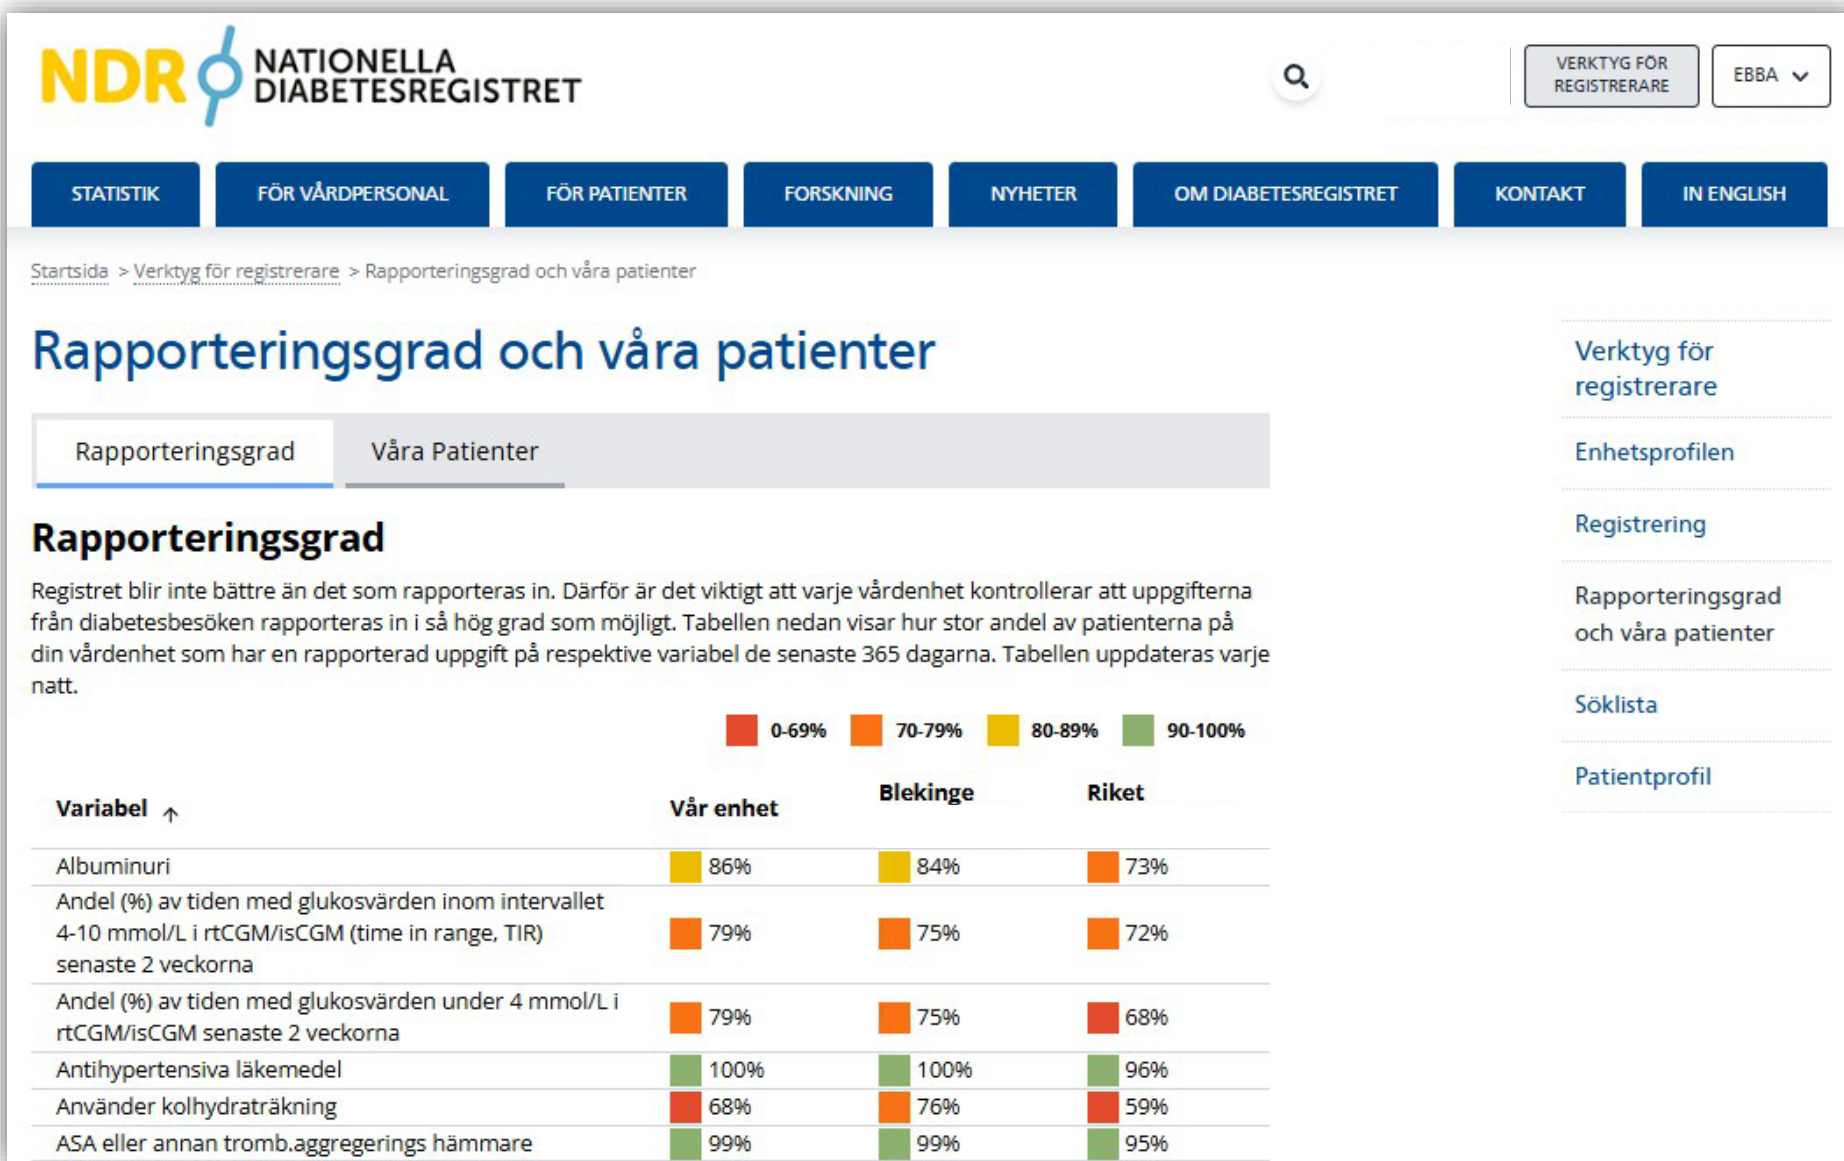 NDR NATIONELLA
DIABETESREGISTRET
VERKTYG FÖR
REGISTRERARE
EBBA
STATISTIK FÖR VÅRDPERSONAL FÖR PATIENTER FORSKNING NYHETER OM DIABETESREGISTRET KONTAKT IN ENGLISH
Startsida > Verktyg för registrerare > Rapporteringsgrad och våra patienter
Rapporteringsgrad och våra patienter
Rapporteringsgrad Våra Patienter
Rapporteringsgrad
Registret blir inte bättre än det som rapporteras in. Därför är det viktigt att varje vårdenhet kontrollerar att uppgifterna
från diabetesbesöken rapporteras in i så hög grad som möjligt. Tabellen nedan visar hur stor andel av patienterna på
din vårdenhet som har en rapporterad uppgift på respektive variabel de senaste 365 dagarna. Tabellen uppdateras varje
natt.
0-69% 70-79% 80-89% 90-100%
Variabel ↑ Vår enhet Blekinge Riket
Albuminuri 86% 84% 73%
Andel (%) av tiden med glukosvärden inom intervallet
4-10 mmol/L i rtCGM/isCGM (time in range, TIR) 79% 75% 72%
senaste 2 veckorna
Andel (%) av tiden med glukosvärden under 4 mmol/L i
rtCGM/isCGM senaste 2 veckorna 79% 75% 68%
Antihypertensiva läkemedel 100% 100% 96%
Använder kolhydraträkning 68% 76% 59%
ASA eller annan tromb.aggregerings hämmare 99% 99% 95%
Verktyg för
registrerare
Enhetsprofilen
Registrering
Rapporteringsgrad
och våra patienter
Söklista
Patientprofil